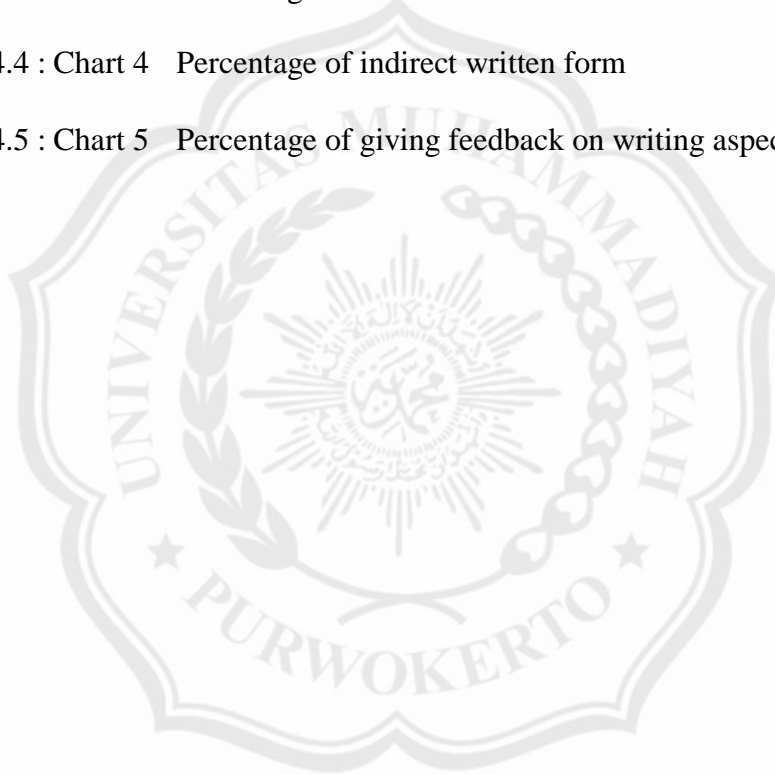 4.4 : Chart 4 Percentage of indirect written form
4.5 : Chart 5 Percentage of giving feedback on writing aspec
UNIVERSITAS MUHAMMADIYAH
PURWOKERTO